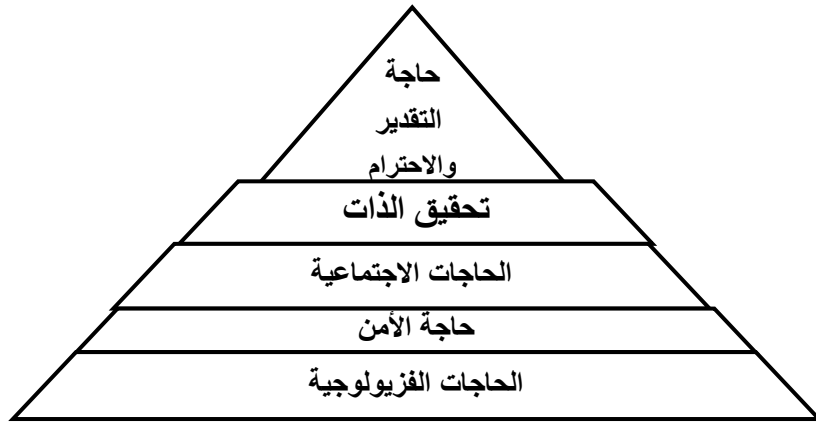 حاجة
التقدير
والاحترام
تحقيق الذات
الحاجات الاجتماعية
حاجة الأمن
الحاجات الفزيولوجية